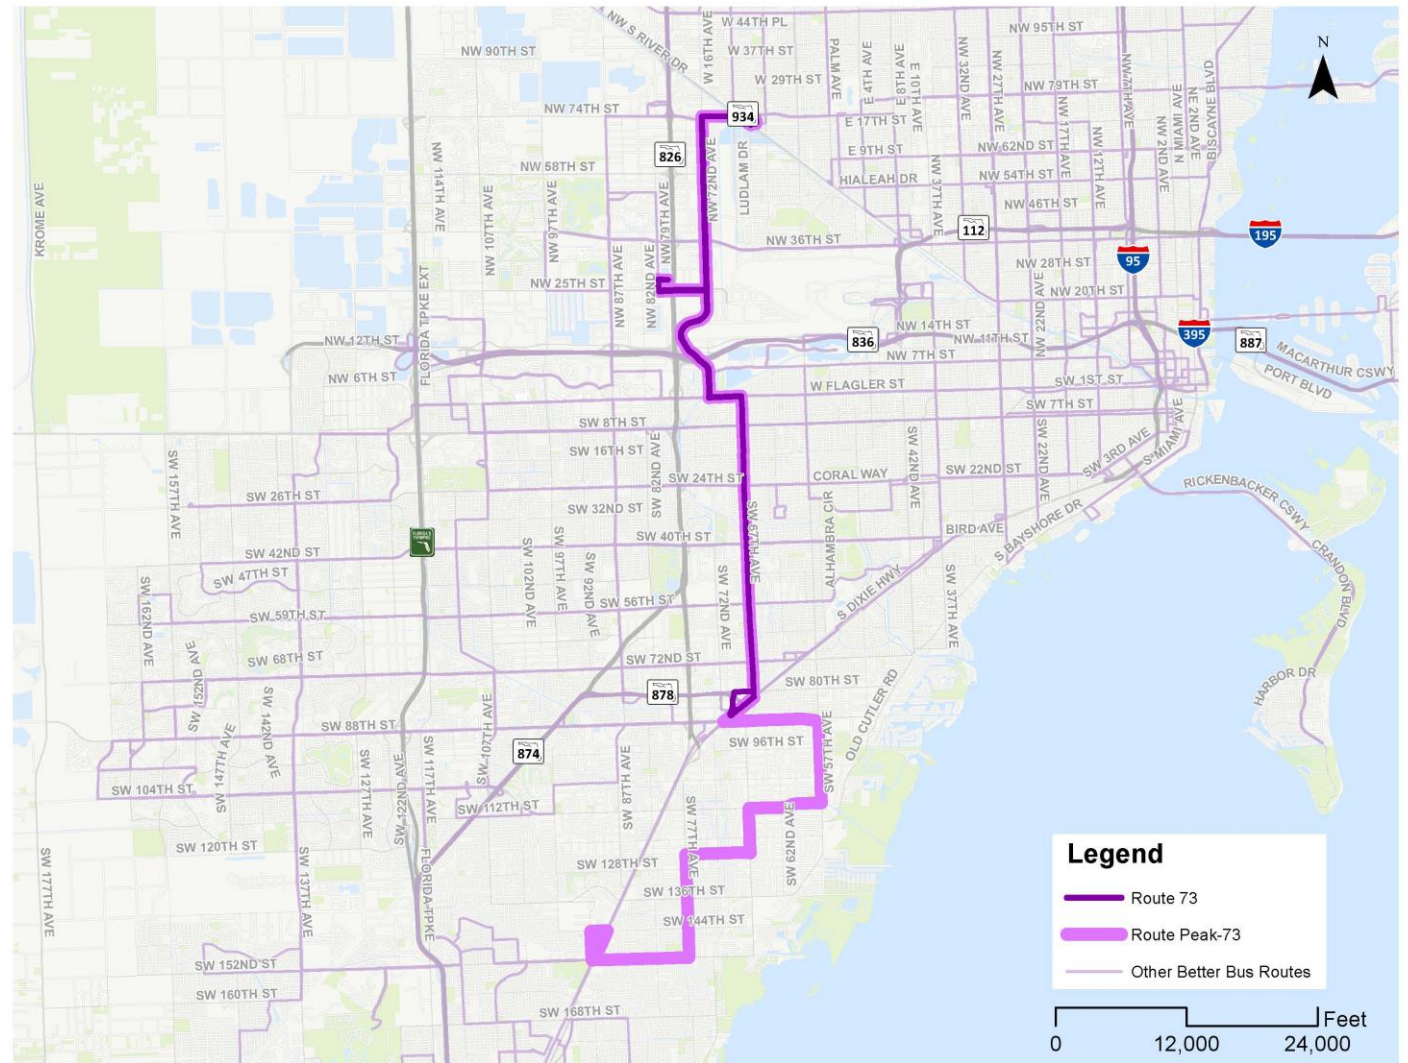 N
NW 95TH ST
W 44TH PL
W 16TH AVE
NW S RIVER DR
NW 90TH ST
W 37TH ST
W 29TH ST
PALM AVE
E 4TH AVE
E 8TH AVE
E 10TH AVE
NW 32ND AVE
NW 27TH AVE
NW 79TH ST
NW 17TH AVE
NW 12TH AVE
NW 7TH AVE
NW 2ND AVE
N MIAMI AVE
NE 2ND AVE
BISCAYNE BLVD
NW 74TH ST
934
E 17TH ST
E 9TH ST
NW 62ND ST
826
NW 58TH ST
NW 72ND AVE
LUDLAM DR
HIALEAH DR
NW 54TH ST
NW 46TH ST
NW 37TH AVE
KROME AVE
NW 114TH AVE
NW 107TH AVE
NW 97TH AVE
NW 87TH AVE
NW 82ND AVE
NW 79TH AVE
NW 36TH ST
112
195
95
NW 28TH ST
NW 25TH ST
NW 20TH ST
FLORIDA TPKE EXT
NW 22ND AVE
NW 14TH ST
NW 12TH ST
836
NW 11TH ST
NW 7TH ST
395
887
MACARTHUR CSWY
PORT BLVD
NW 6TH ST
W FLAGLER ST
SW 1ST ST
SW 7TH ST
SW 8TH ST
SW 82ND AVE
SW 16TH ST
SW 42ND AVE
SW 22ND AVE
SW 3RD AVE
S MIAMI AVE
SW 157TH AVE
SW 24TH ST
CORAL WAY
SW 22ND ST
SW 26TH ST
RICKENBACKER CSWY
SW 32ND ST
SW 67TH AVE
ALHAMBRA CIR
BIRD AVE
S BAYSHORE DR
CRANDON BLVD
FLORIDA'S
TURNPIKE
SW 42ND ST
SW 40TH ST
SW 47TH ST
SW 102ND AVE
SW 97TH AVE
SW 92ND AVE
SW 72ND AVE
SW 162ND AVE
SW 59TH ST
SW 56TH ST
S DIXIE HWY
SW 37TH AVE
SW 152ND AVE
SW 68TH ST
SW 72ND ST
SW 80TH ST
OLD CUTLER RD
HARBOR DR
878
SW 147TH AVE
SW 142ND AVE
SW 88TH ST
SW 107TH AVE
SW 57TH AVE
SW 96TH ST
874
SW 127TH AVE
SW 122ND AVE
SW 117TH AVE
SW 87TH AVE
SW 104TH ST
SW 112TH ST
SW 77TH AVE
SW 62ND AVE
SW 120TH ST
SW 128TH ST
SW 177TH AVE
SW 137TH AVE
FLORIDA TPKE
SW 136TH ST
SW 144TH ST
SW 152ND ST
SW 160TH ST
SW 168TH ST
Legend
Route 73
Route Peak-73
Other Better Bus Routes
Feet
0 12,000 24,000